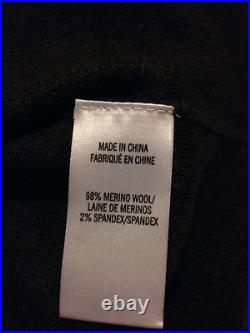 MADE IN CHINA
FABRIQUÉ EN CHINE
98% MERINO WOOL/
LAINE DE MERINOS
2% SPANDEX/SPANDEX